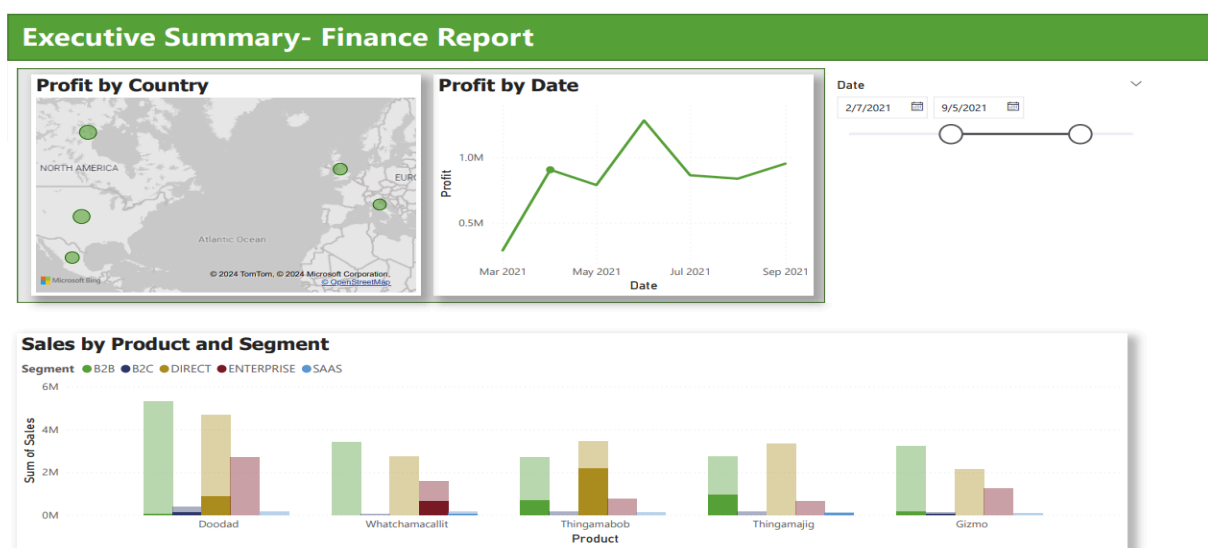 Executive Summary- Finance Report
Profit by Country
NORTH AMERICA
EURO
Atlantic Ocean
© 2024 TomTom, © 2024 Microsoft Corporation,
© OpenStreetMap
Microsoft Bing
Profit by Date
Profit
1.0M
0.5M
Mar 2021 May 2021 Jul 2021 Sep 2021
Date
Date
2/7/2021 9/5/2021
Sales by Product and Segment
Segment B2B B2C DIRECT ENTERPRISE SAAS
Sum of Sales
6M
4M
2M
0M
Doodad Whatchamacallit Thingamabob Thingamajig Gizmo
Product